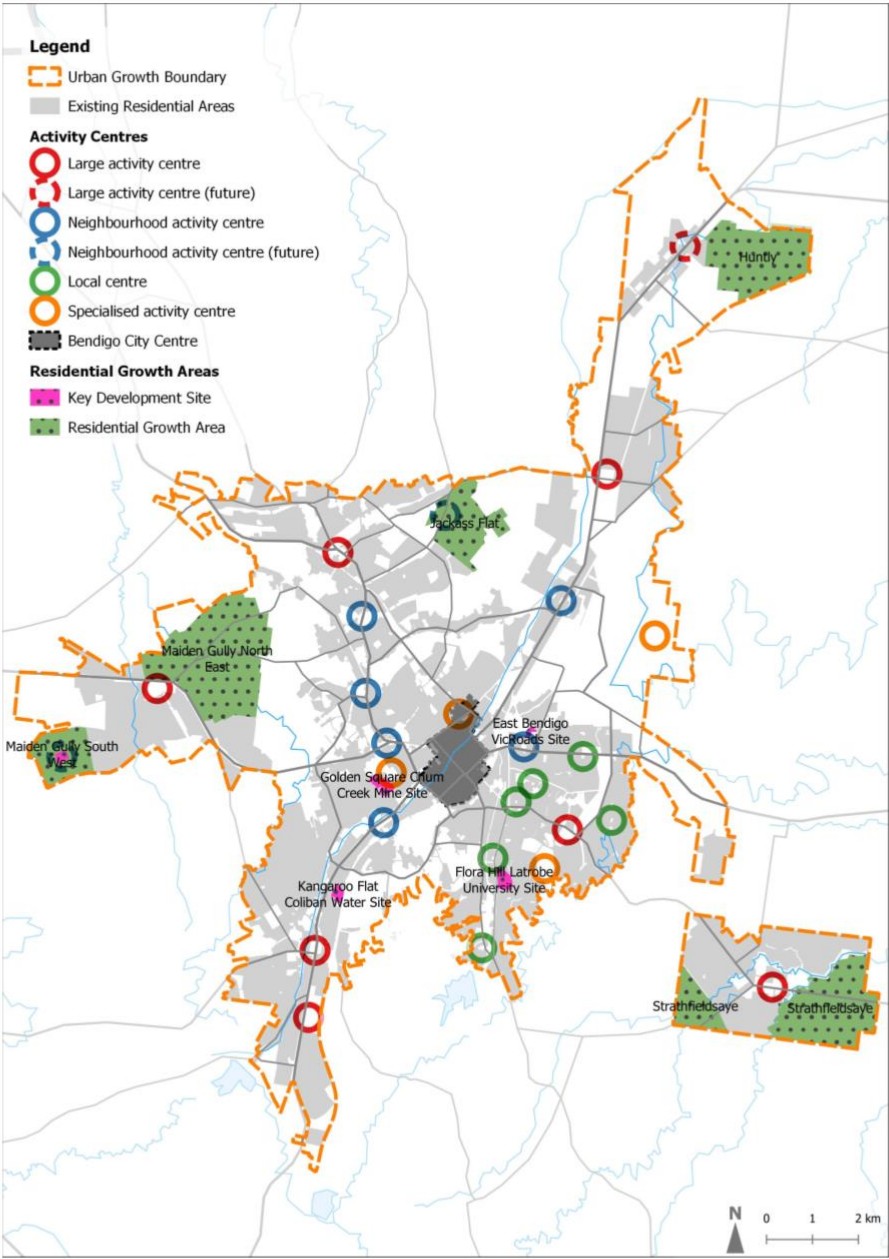 Legend
Urban Growth Boundary
Existing Residential Areas
Activity Centres
Large activity centre
Large activity centre (future)
Neighbourhood activity centre
Neighbourhood activity centre (future)
Local centre
Specialised activity centre
Bendigo City Centre
Residential Growth Areas
Key Development Site
Residential Growth Area
Huntly
Jackass Flat
Maiden Gully North
East
Maiden Gully South
West
East Bendigo
VicRoads Site
Golden Square Chum
Creek Mine Site
Flora Hill Latrobe
University Site
Kangaroo Flat
Coliban Water Site
Strathfieldsaye
Strathfieldsaye
N
0 1 2 km